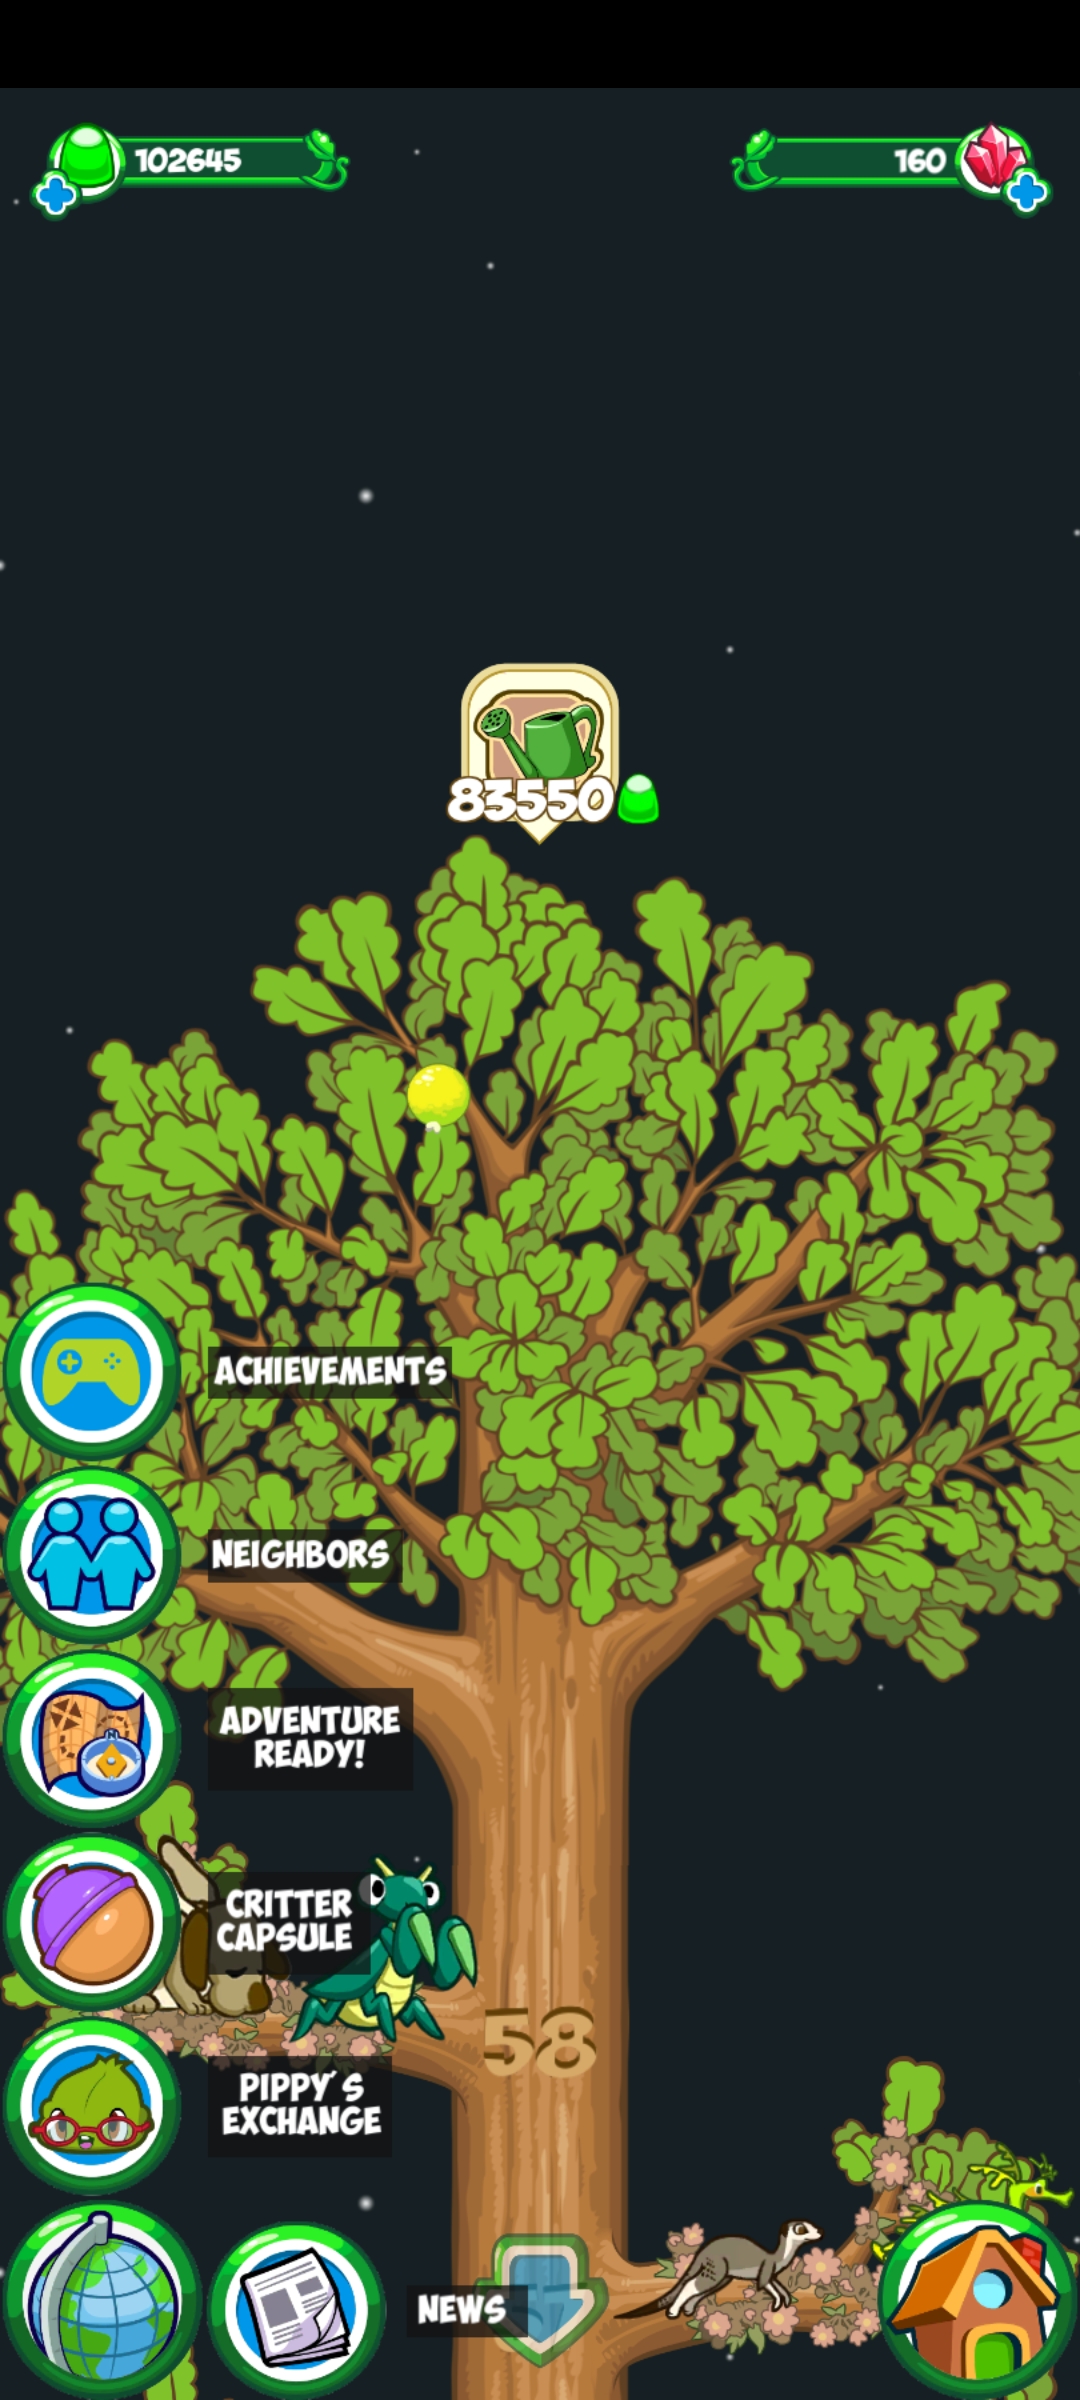 102645
160
83550
ACHIEVEMENTS
NEIGHBORS
ADVENTURE
READY!
CRITTER
CAPSULE
58
PIPPY'S
EXCHANGE
NEWS